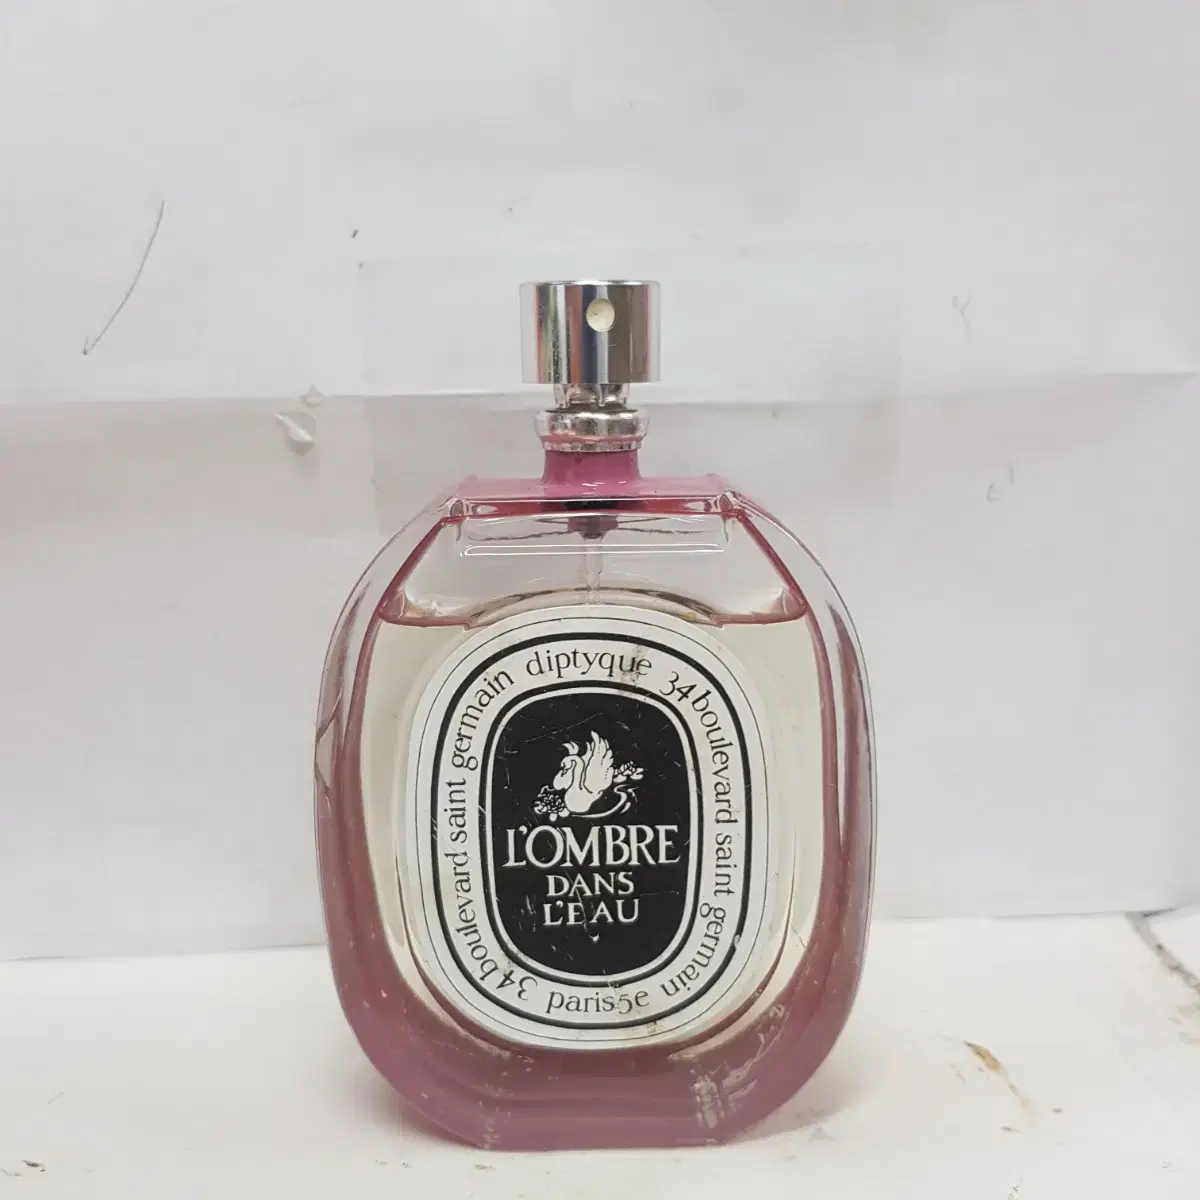 diptyque 34 boulevard saint germain paris 5e 34 boulevard saint germain
L'OMBRE
DANS
L'EAU